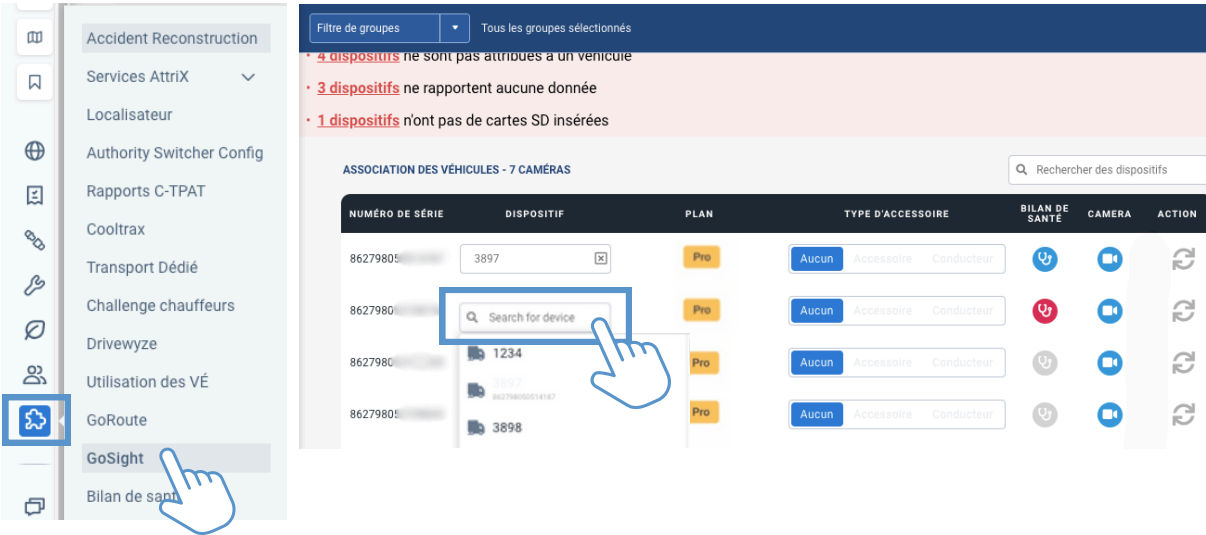 Accident Reconstruction
Services AttriX
Localisateur
Authority Switcher Config
Rapports C-TPAT
Cooltrax
Transport Dédié
Challenge chauffeurs
Drivewyze
Utilisation des VÉ
GoRoute
GoSight
Bilan de
Filtre de groupes
Tous les groupes sélectionnés
• 4 dispositifs ne sont pas attribués à un véhicule
• 3 dispositifs ne rapportent aucune donnée
• 1 dispositifs n'ont pas de cartes SD insérées
ASSOCIATION DES VÉHICULES - 7 CAMÉRAS
Rechercher des dispositifs
NUMÉRO DE SÉRIE DISPOSITIF PLAN TYPE D'ACCESSOIRE BILAN DE SANTÉ CAMERA ACTION
86279805 3897 Pro Aucun Accessoire Conducteur
8627980 Search for device Pro Aucun Accessoire Conducteur
1234
8627980 Pro Aucun Accessoire Conducteur
3897
862798050514187
86279805 Pro Aucun Accessoire Conducteur
3898